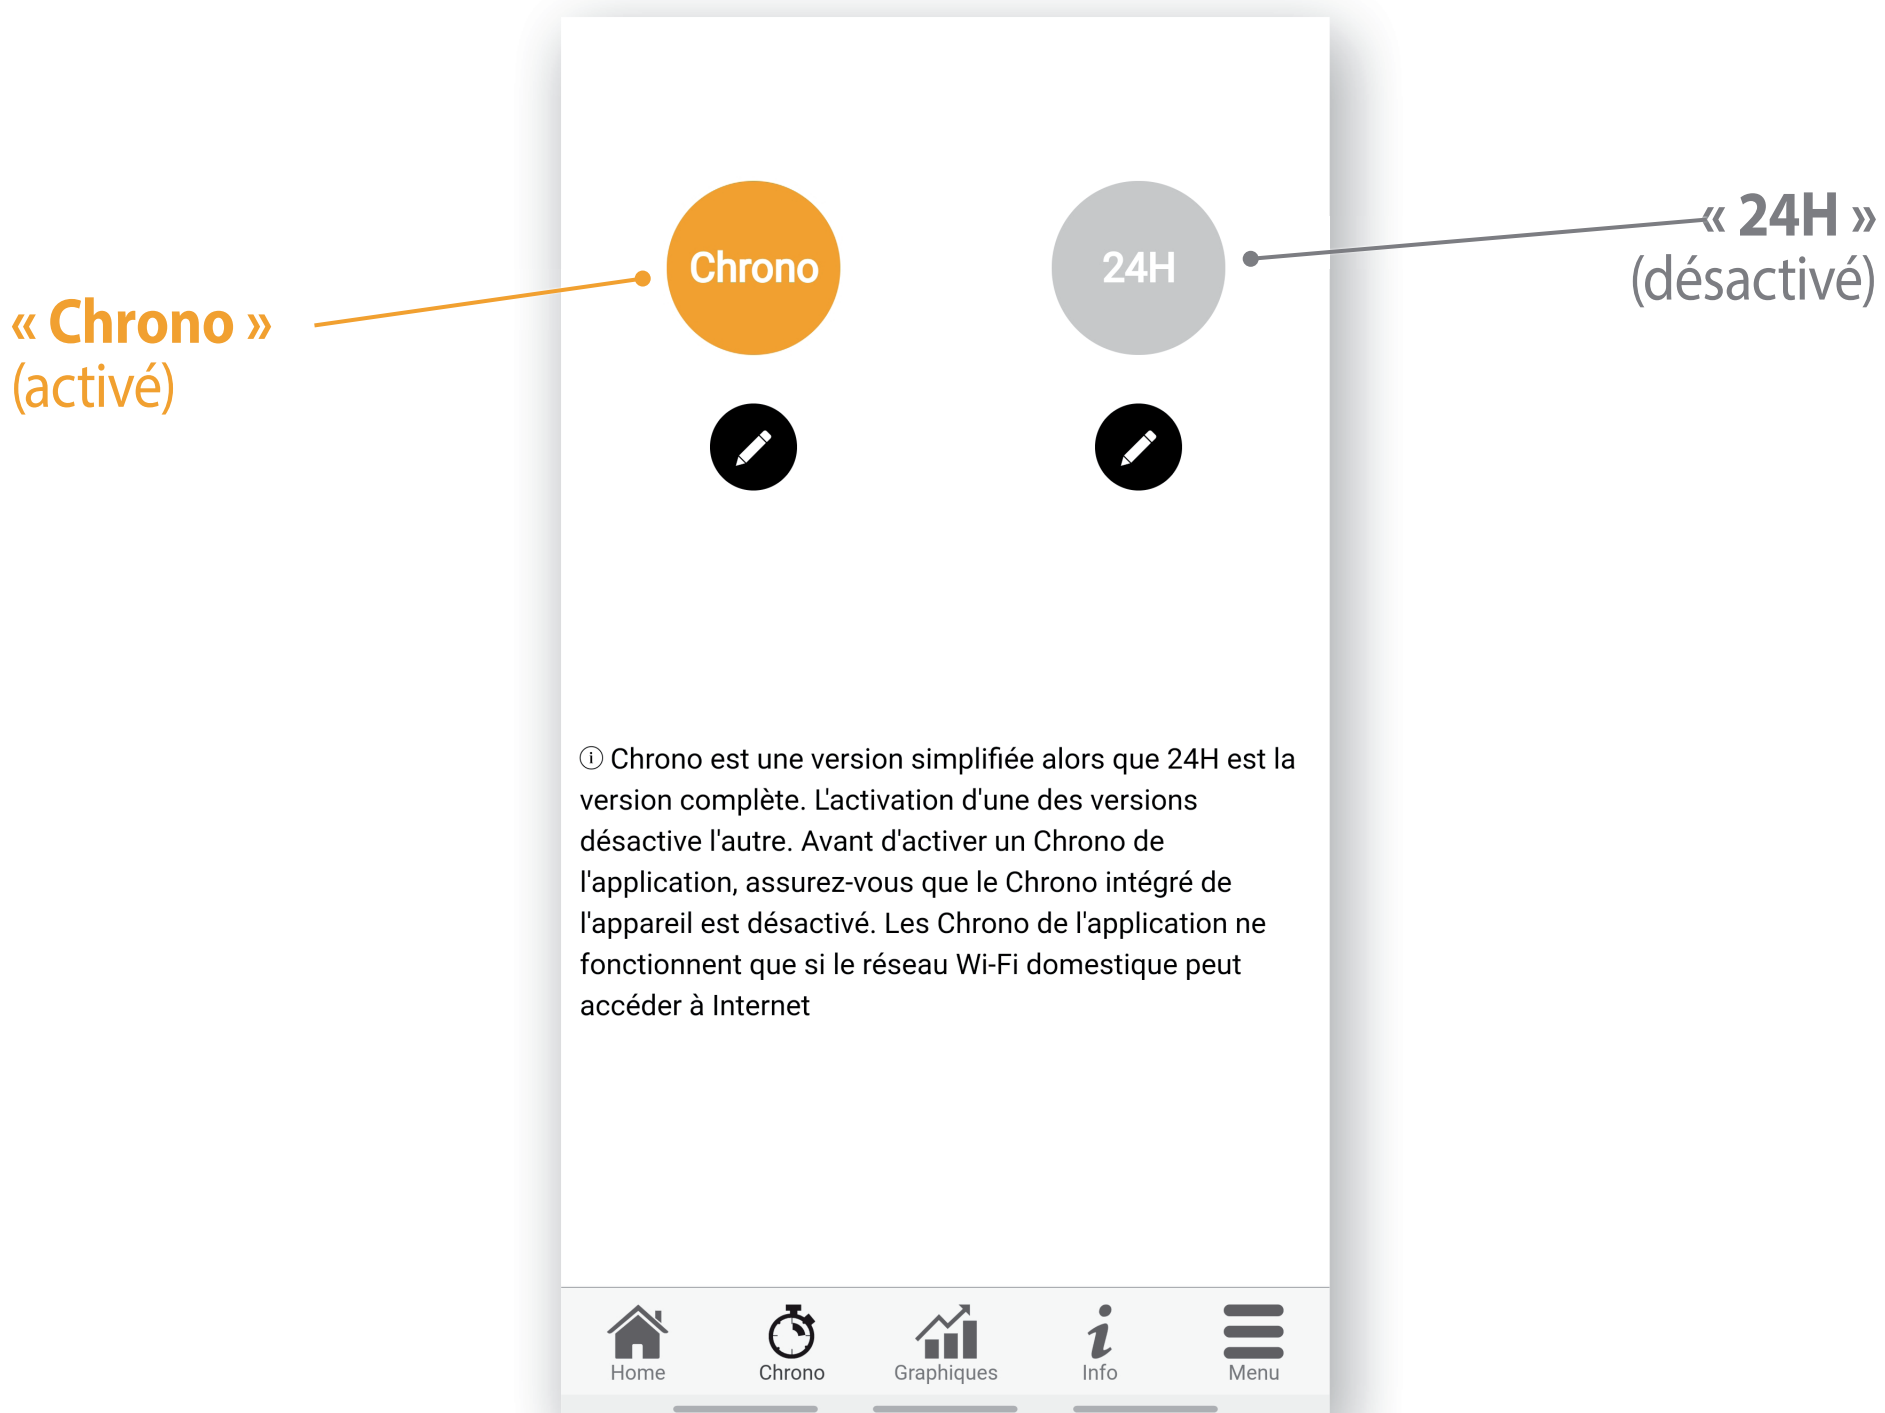 Chrono
24H
« Chrono »
(activé)
« 24H »
(désactivé)
ⓘ Chrono est une version simplifiée alors que 24H est la
version complète. L'activation d'une des versions
désactive l'autre. Avant d'activer un Chrono de
l'application, assurez-vous que le Chrono intégré de
l'appareil est désactivé. Les Chrono de l'application ne
fonctionnent que si le réseau Wi-Fi domestique peut
accéder à Internet
Home
Chrono
Graphiques
Info
Menu